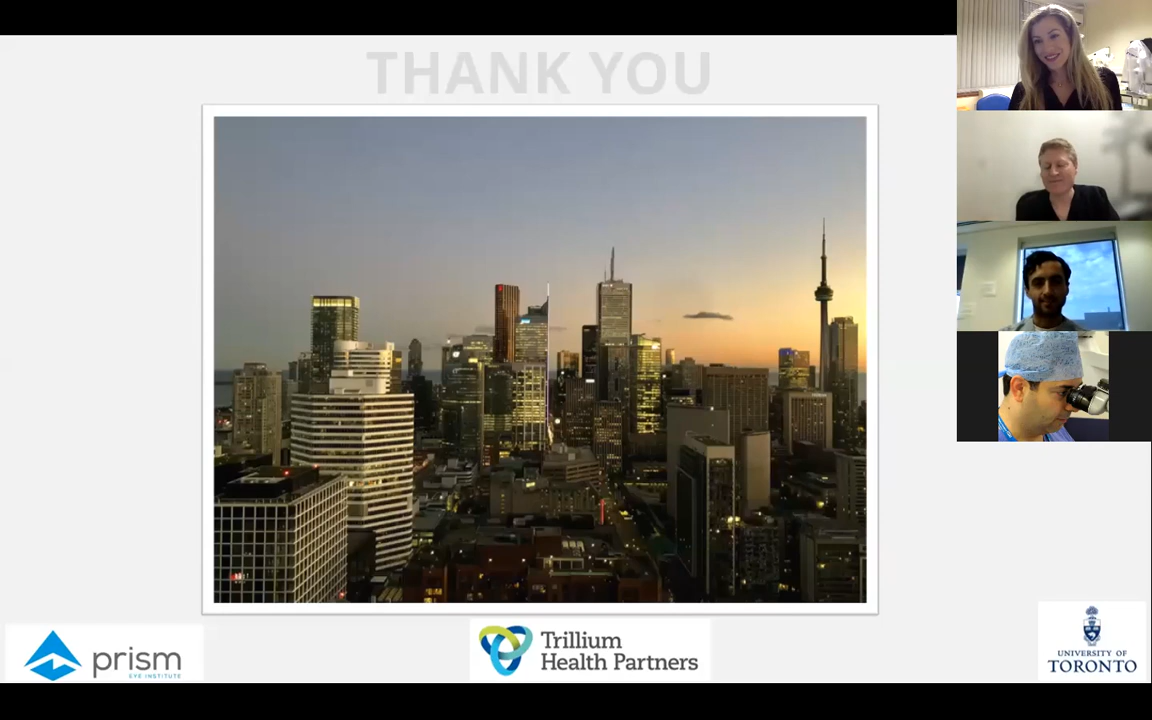 THANK YOU
prism
EYE INSTITUTE
Trillium
Health Partners
UNIVERSITY OF
TORONTO